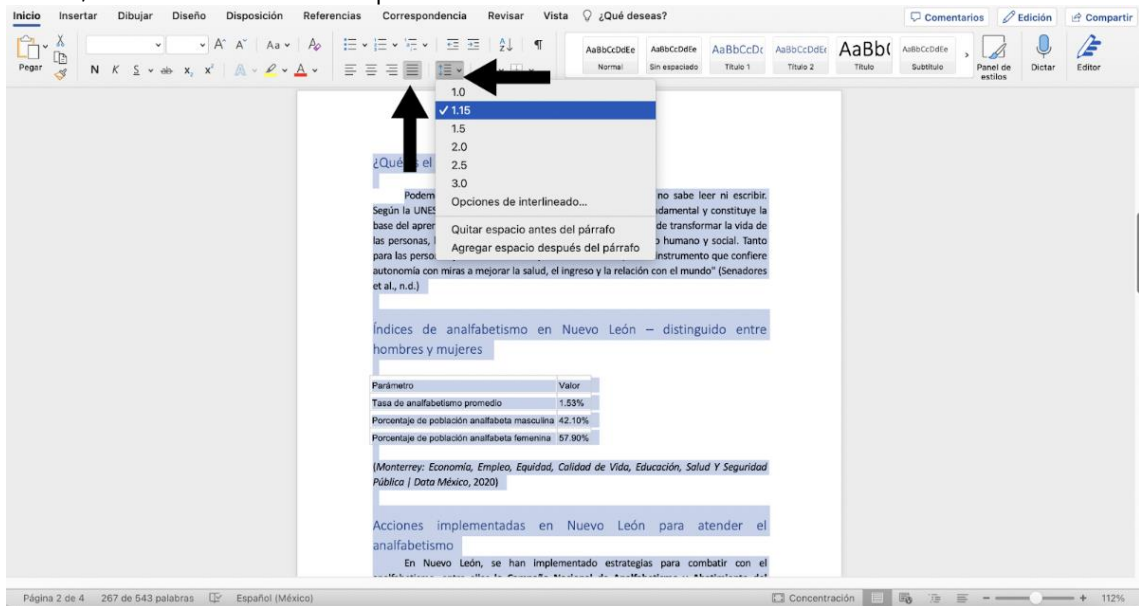 Inicio Insertar Dibujar Diseño Disposición Referencias Correspondencia Revisar Vista ¿Qué deseas? Comentarios Edición Compartir
Pegar
N K S ab x, x² A A
A^ A˅ Aa A
AaBbCcDdEe AaBbCcDdEe AaBbCcDc AaBbCcDdEe AaBb( AaBbCcDdEe
Normal Sin espaciado Título 1 Título 2 Título Subtítulo Panel de estilos Dictar Editor
1.0
✓ 1.15
1.5
2.0
2.5
3.0
Opciones de interlineado...
Quitar espacio antes del párrafo
Agregar espacio después del párrafo
¿Qué el
Podem no sabe leer ni escribir.
Según la UNES damental y constituye la
base del apre de transformar la vida de
las personas, humano y social. Tanto
para las perso instrumento que confiere
autonomía con miras a mejorar la salud, el ingreso y la relación con el mundo" (Senadores
et al., n.d.)
Índices de analfabetismo en Nuevo León – distinguido entre
hombres y mujeres
Parámetro Valor
Tasa de analfabetismo promedio 1.53%
Porcentaje de población analfabeta masculina 42.10%
Porcentaje de población analfabeta femenina 57.90%
(Monterrey: Economía, Empleo, Equidad, Calidad de Vida, Educación, Salud Y Seguridad
Pública | Data México, 2020)
Acciones implementadas en Nuevo León para atender el
analfabetismo
En Nuevo León, se han implementado estrategias para combatir con el
Página 2 de 4 267 de 543 palabras Español (México) Concentración 112%